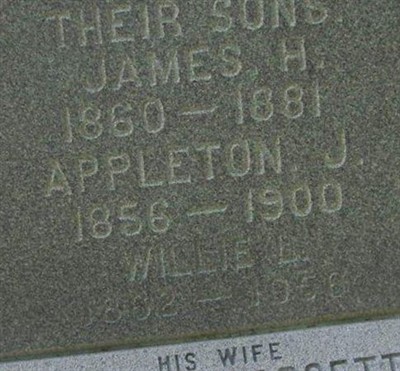 THEIR SONS.
JAMES. H.
1860 — 1881
APPLETON. J.
1856 — 1900
WILLIE L.
HIS WIFE